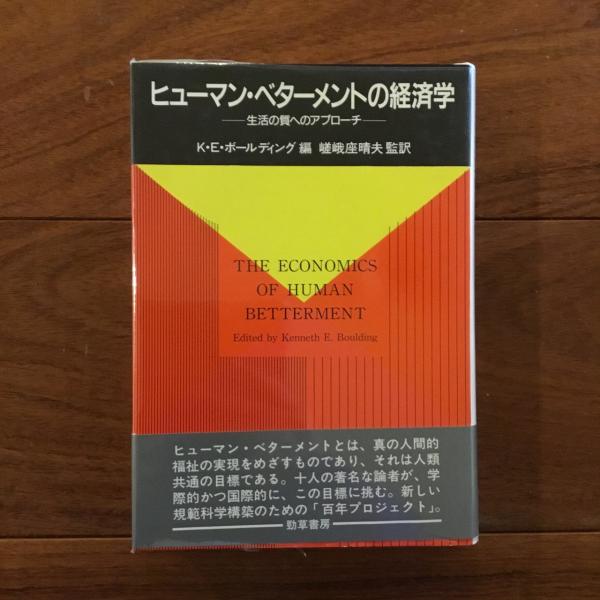 ヒューマン・ベターメントの経済学
生活の質へのアプローチ
K・E・ボールディング 編 嵯峨座晴夫 監訳
THE ECONOMICS
OF HUMAN
BETTERMENT
Edited by Kenneth E. Boulding
ヒューマン・ベターメントとは、真の人間的
福祉の実現をめざすものであり、それは人類
共通の目標である。十人の著名な論者が、学
際的かつ国際的に、この目標に挑む。新しい
規範科学構築のための「百年プロジェクト」。
勁草書房